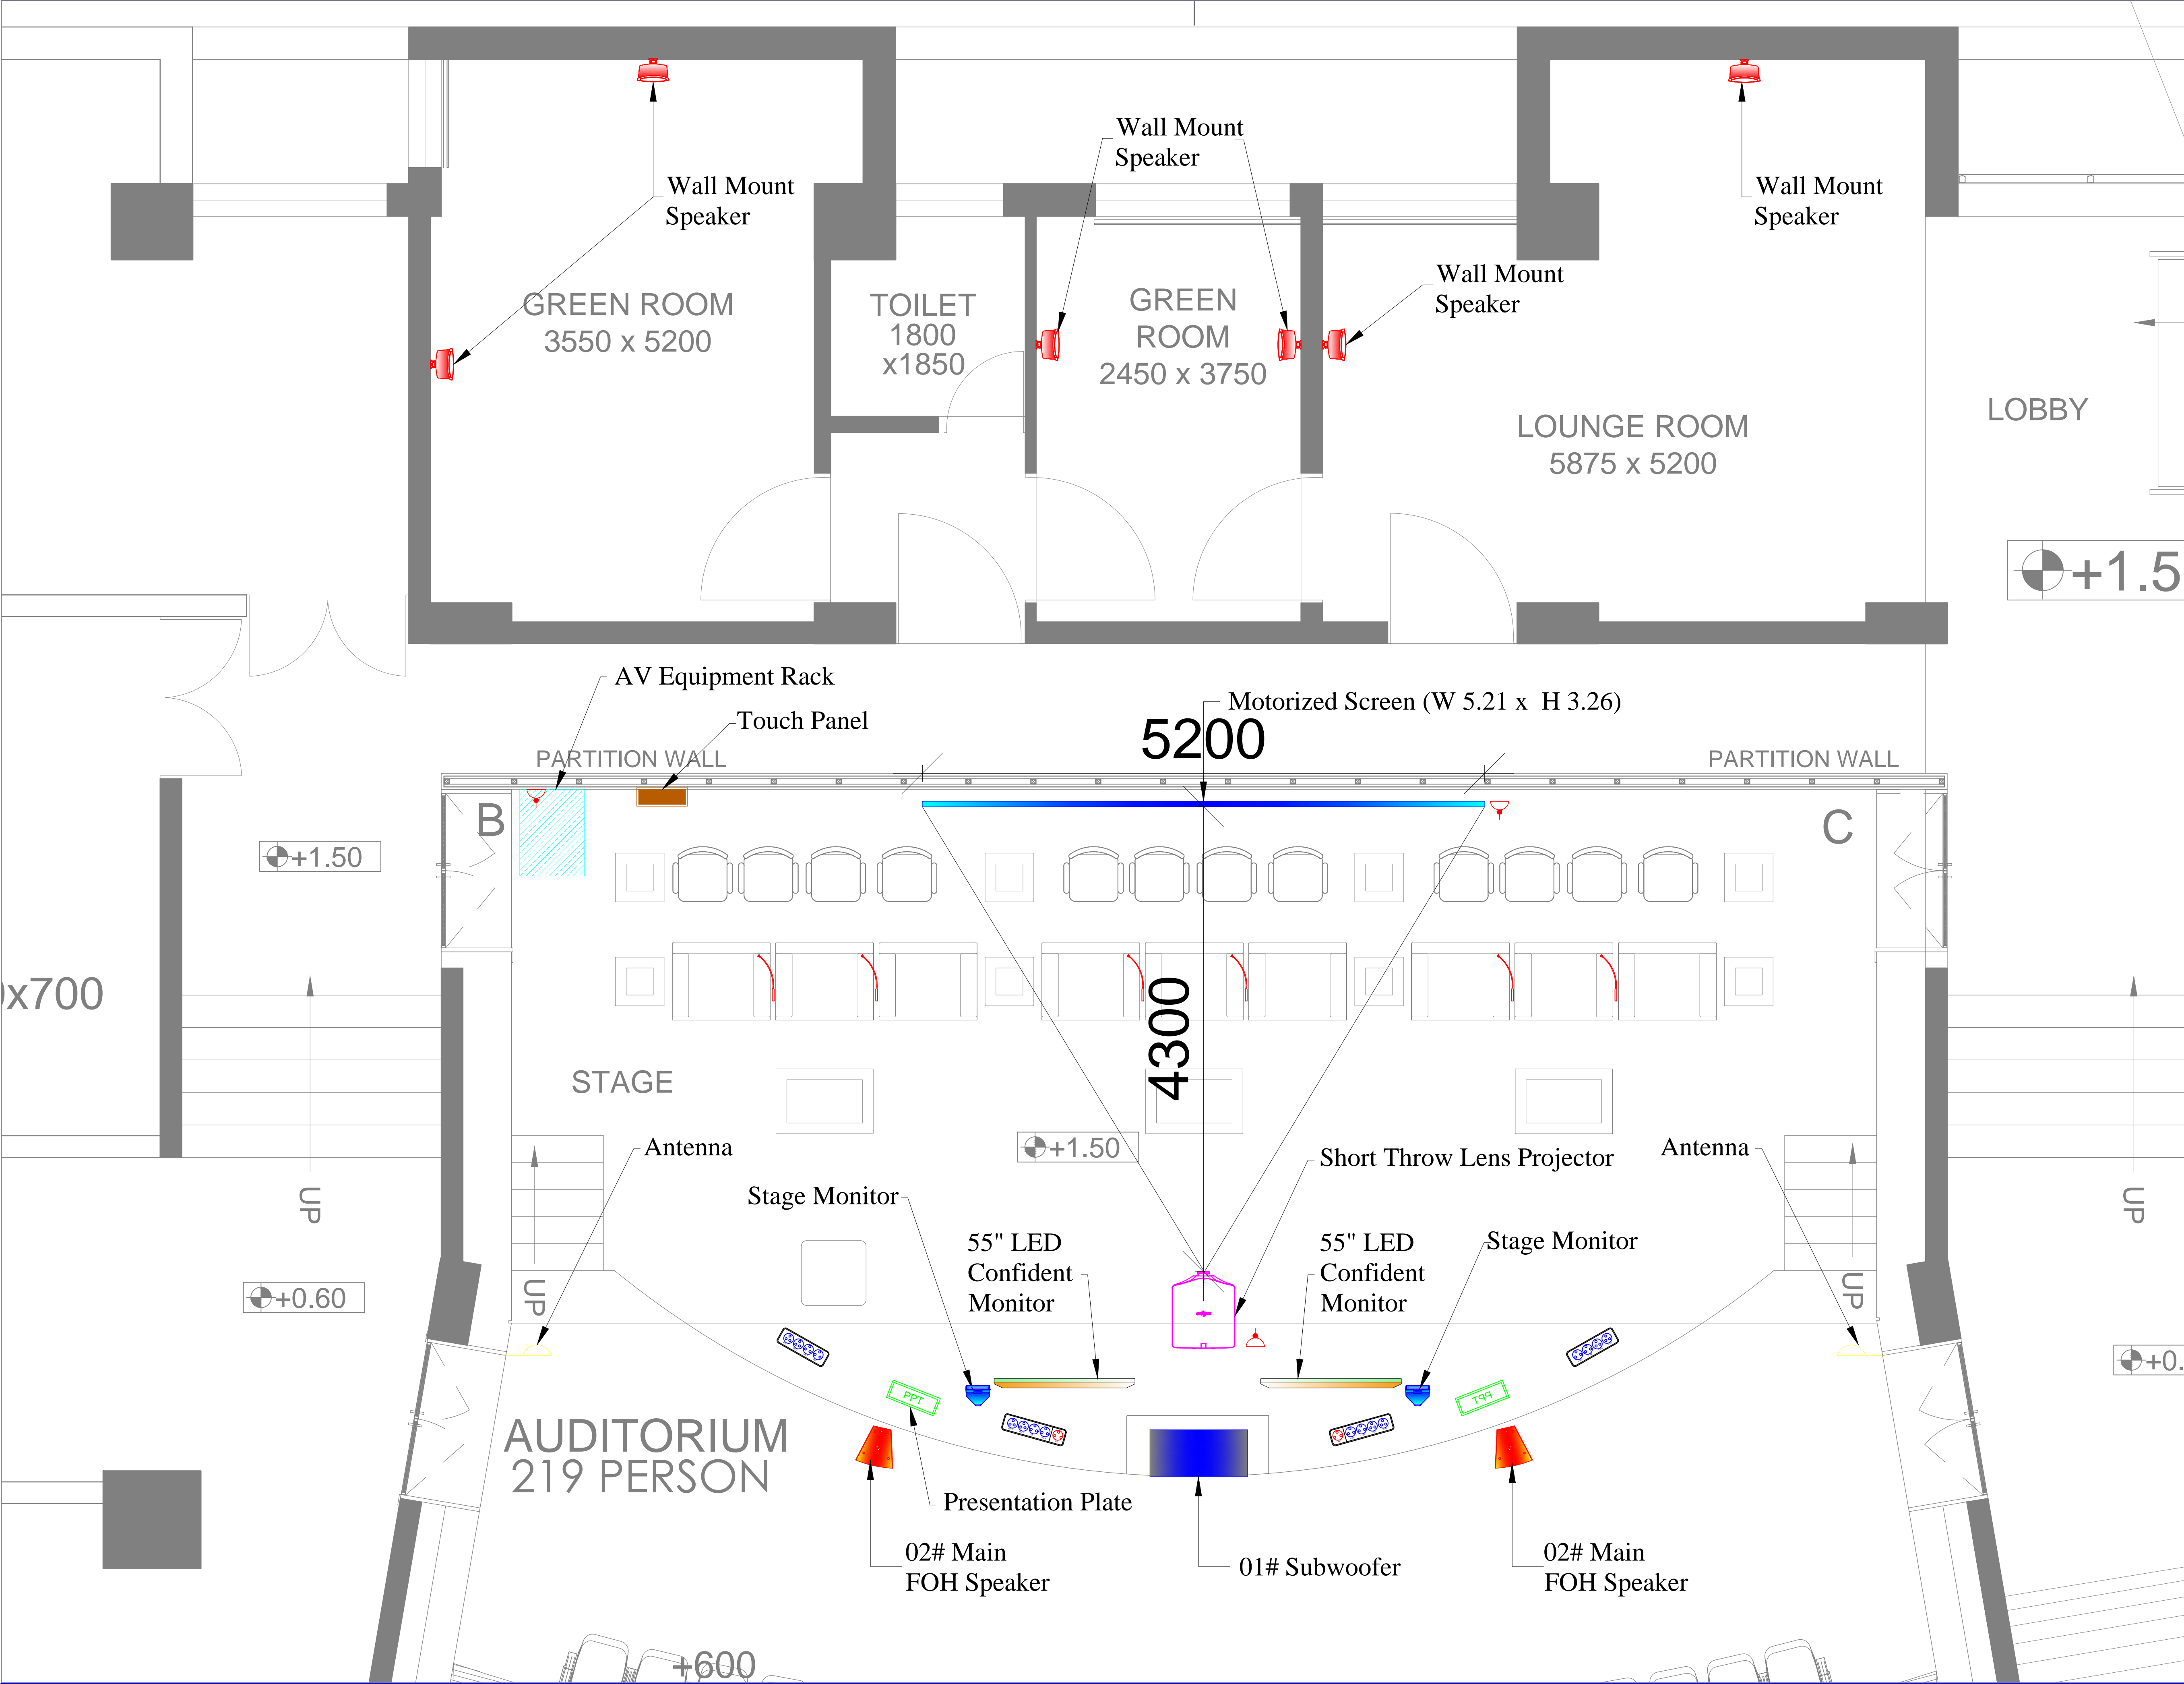 Wall Mount
Speaker
Wall Mount
Speaker
Wall Mount
Speaker
Wall Mount
Speaker
GREEN ROOM
3550 x 5200
TOILET
1800
x1850
GREEN
ROOM
2450 x 3750
LOUNGE ROOM
5875 x 5200
LOBBY
+1.5
AV Equipment Rack
Touch Panel
Motorized Screen (W 5.21 x H 3.26)
5200
PARTITION WALL
PARTITION WALL
B
C
+1.50
x700
4300
STAGE
+1.50
Antenna
Short Throw Lens Projector
Antenna
Stage Monitor
55" LED
Confident
Monitor
55" LED
Confident
Monitor
Stage Monitor
UP
UP
UP
UP
+0.60
+0.
PPT
PPT
AUDITORIUM
219 PERSON
Presentation Plate
02# Main
FOH Speaker
01# Subwoofer
02# Main
FOH Speaker
+600